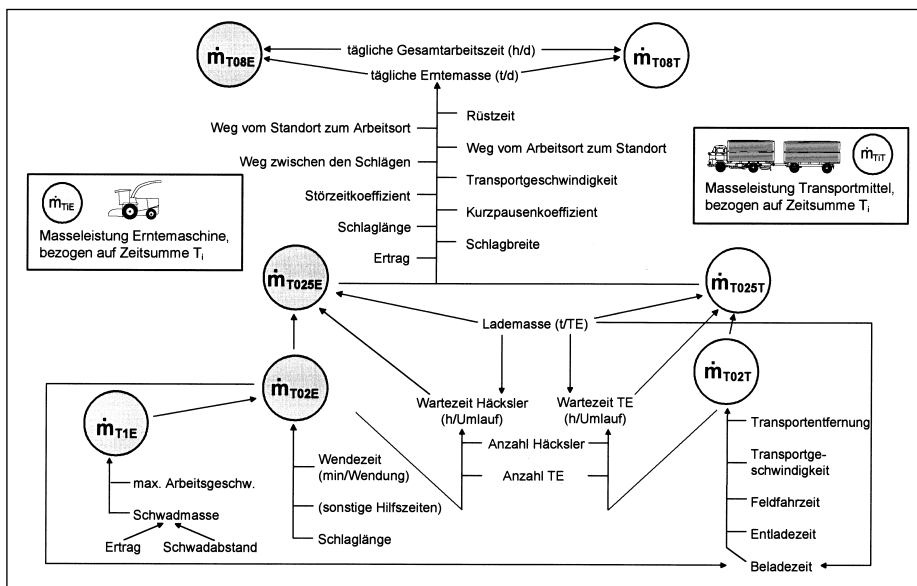 ṁT08E
tägliche Gesamtarbeitszeit (h/d)
ṁT08T
tägliche Erntemasse (t/d)
Rüstzeit
Weg vom Standort zum Arbeitsort
Weg vom Arbeitsort zum Standort
Weg zwischen den Schlägen
Transportgeschwindigkeit
Störzeitkoeffizient
Kurzpausenkoeffizient
Schlaglänge
Schlagbreite
Ertrag
ṁTiE
Masseleistung Erntemaschine,
bezogen auf Zeitsumme Ti
ṁTiT
Masseleistung Transportmittel,
bezogen auf Zeitsumme Ti
ṁT025E
ṁT025T
Lademasse (t/TE)
ṁT02E
ṁT02T
ṁT1E
Wartezeit Häcksler
(h/Umlauf)
Wartezeit TE
(h/Umlauf)
Anzahl Häcksler
Anzahl TE
Wendezeit
(min/Wendung)
(sonstige Hilfszeiten)
Schlaglänge
max. Arbeitsgeschw.
Schwadmasse
Ertrag
Schwadabstand
Transportentfernung
Transportge-
schwindigkeit
Feldfahrzeit
Entladezeit
Beladezeit